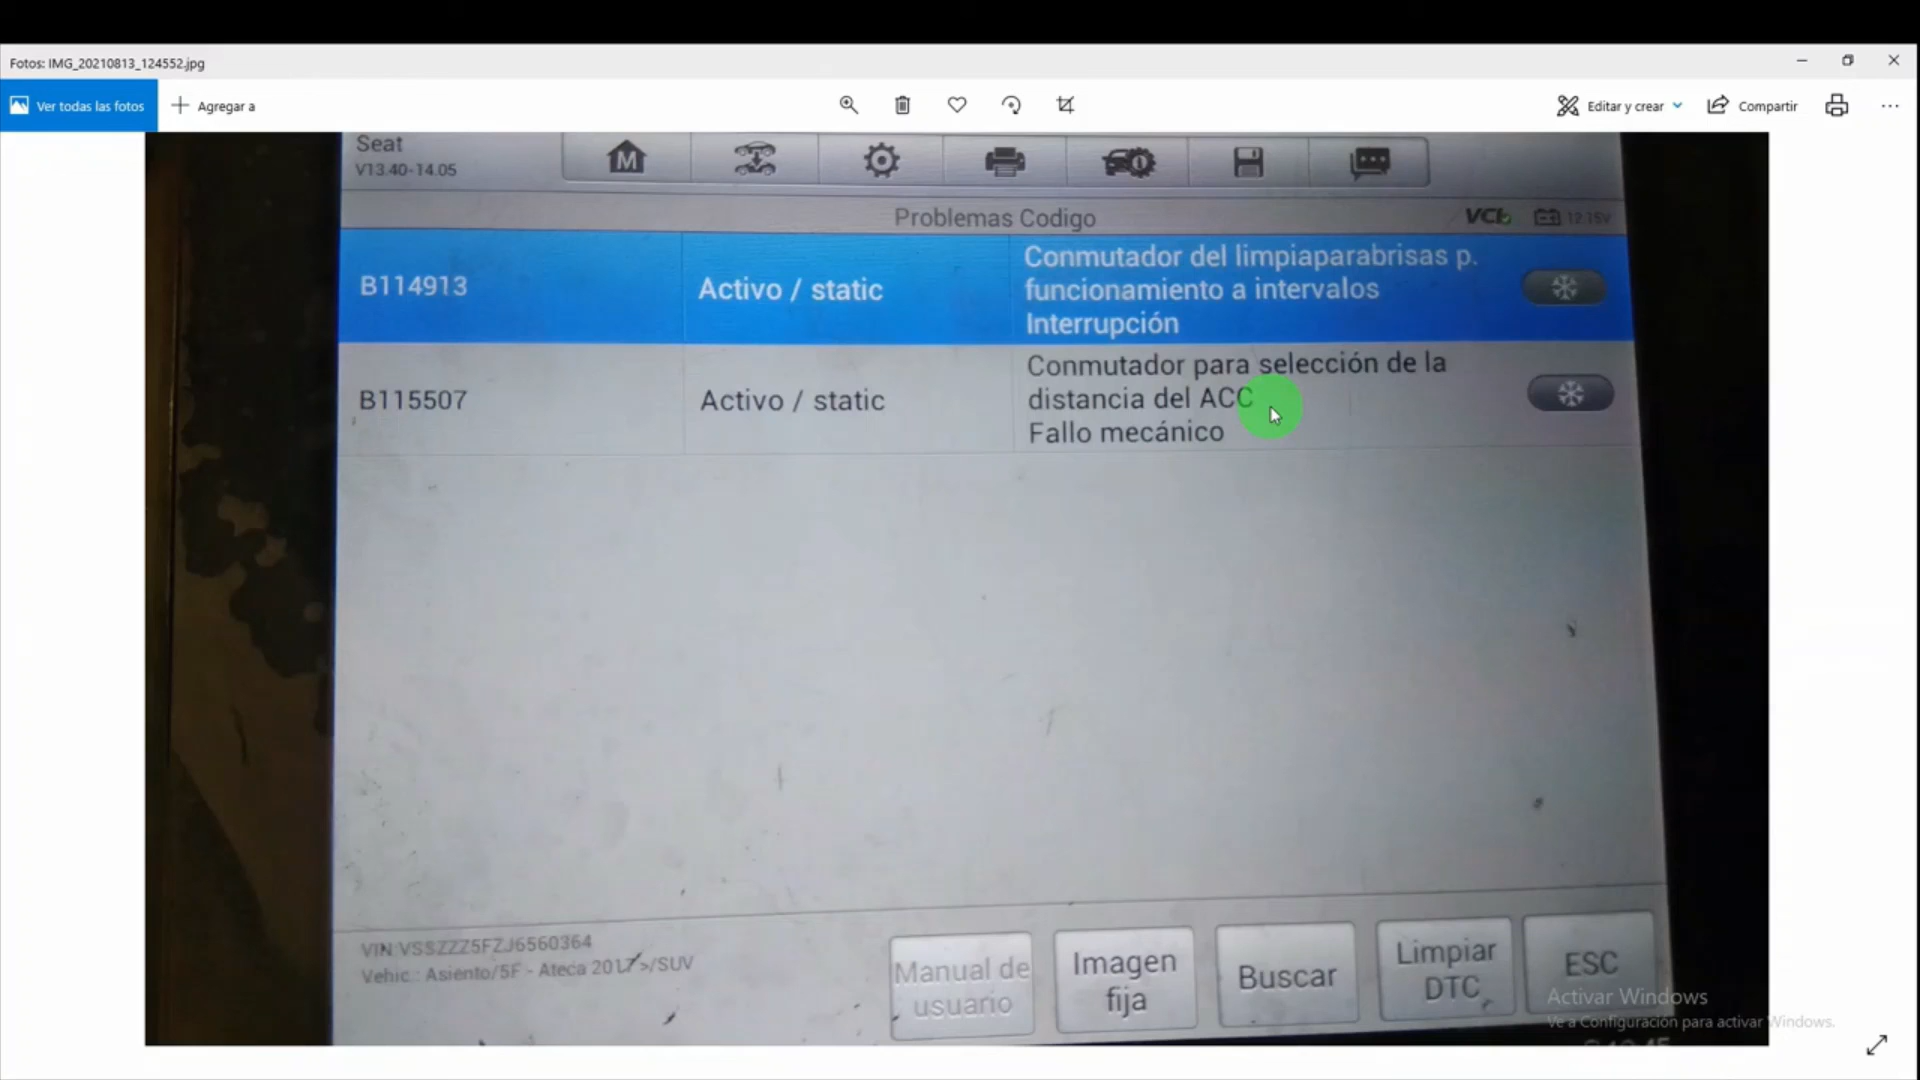 Fotos: IMG_20210813_124552.jpg
Ver todas las fotos
Agregar a
Editar y crear
Compartir
Seat
V13.40-14.05
M
Problemas Codigo
VCI
12.15V
B114913
Activo / static
Conmutador del limpiaparabrisas p.
funcionamiento a intervalos
Interrupción
B115507
Activo / static
Conmutador para selección de la
distancia del ACC
Fallo mecánico
VIN:VSSZZZ5FZJ6560364
Vehic.: Asiento/5F - Ateca 2017>/SUV
Manual de
usuario
Imagen
fija
Buscar
Limpiar
DTC
ESC
Activar Windows
Ve a Configuración para activar Windows.